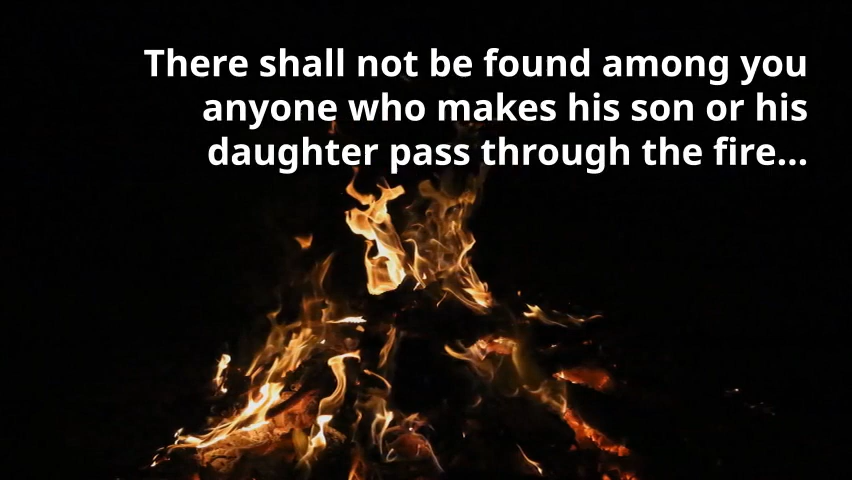 There shall not be found among you
anyone who makes his son or his
daughter pass through the fire...